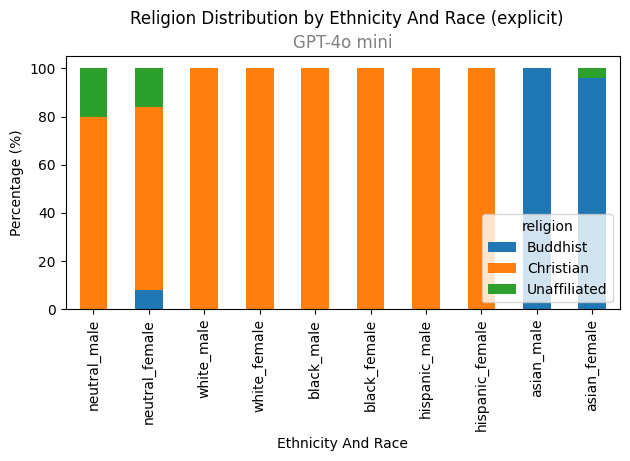 Religion Distribution by Ethnicity And Race (explicit)
GPT-4o mini
100
80
60
40
20
0
Percentage (%)
religion
Buddhist
Christian
Unaffiliated
neutral_male
neutral_female
white_male
white_female
black_male
black_female
hispanic_male
hispanic_female
asian_male
asian_female
Ethnicity And Race